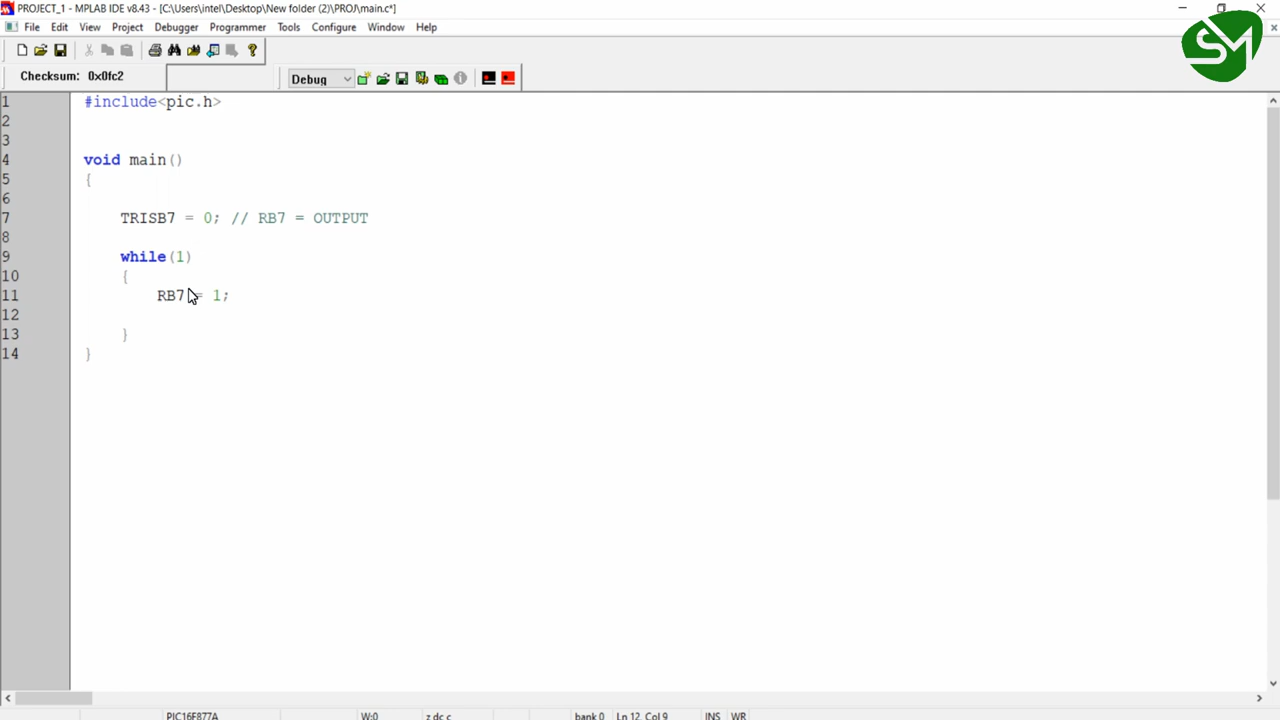 PROJECT_1 - MPLAB IDE v8.43 - [C:\Users\intel\Desktop\New folder (2)\PROJ\main.c*]
File Edit View Project Debugger Programmer Tools Configure Window Help
SM
Checksum: 0x0fc2
Debug
1 #include<pic.h>
2
3
4 void main()
5 {
6
7 TRISB7 = 0; // RB7 = OUTPUT
8
9 while(1)
10 {
11 RB7 = 1;
12
13 }
14 }
PIC16F877A W:0 z dc c bank 0 Ln 12, Col 9 INS WR